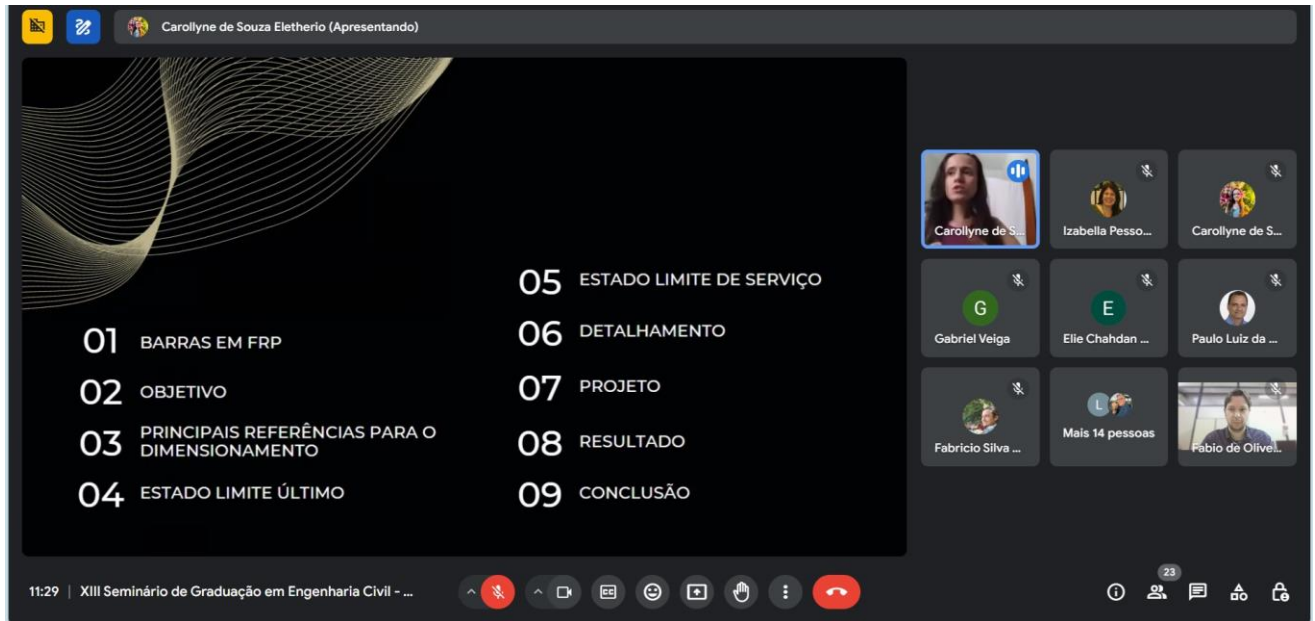 Carollyne de Souza Eletherio (Apresentando)
01 BARRAS EM FRP
02 OBJETIVO
03 PRINCIPAIS REFERÊNCIAS PARA O
DIMENSIONAMENTO
04 ESTADO LIMITE ÚLTIMO
05 ESTADO LIMITE DE SERVIÇO
06 DETALHAMENTO
07 PROJETO
08 RESULTADO
09 CONCLUSÃO
Carollyne de S...
Izabella Pesso...
Carollyne de S...
G
Gabriel Veiga
E
Elie Chahdan ...
Paulo Luiz da ...
Fabricio Silva ...
L
Mais 14 pessoas
Fabio de Olive...
11:29 | XIII Seminário de Graduação em Engenharia Civil - ...
CC
23